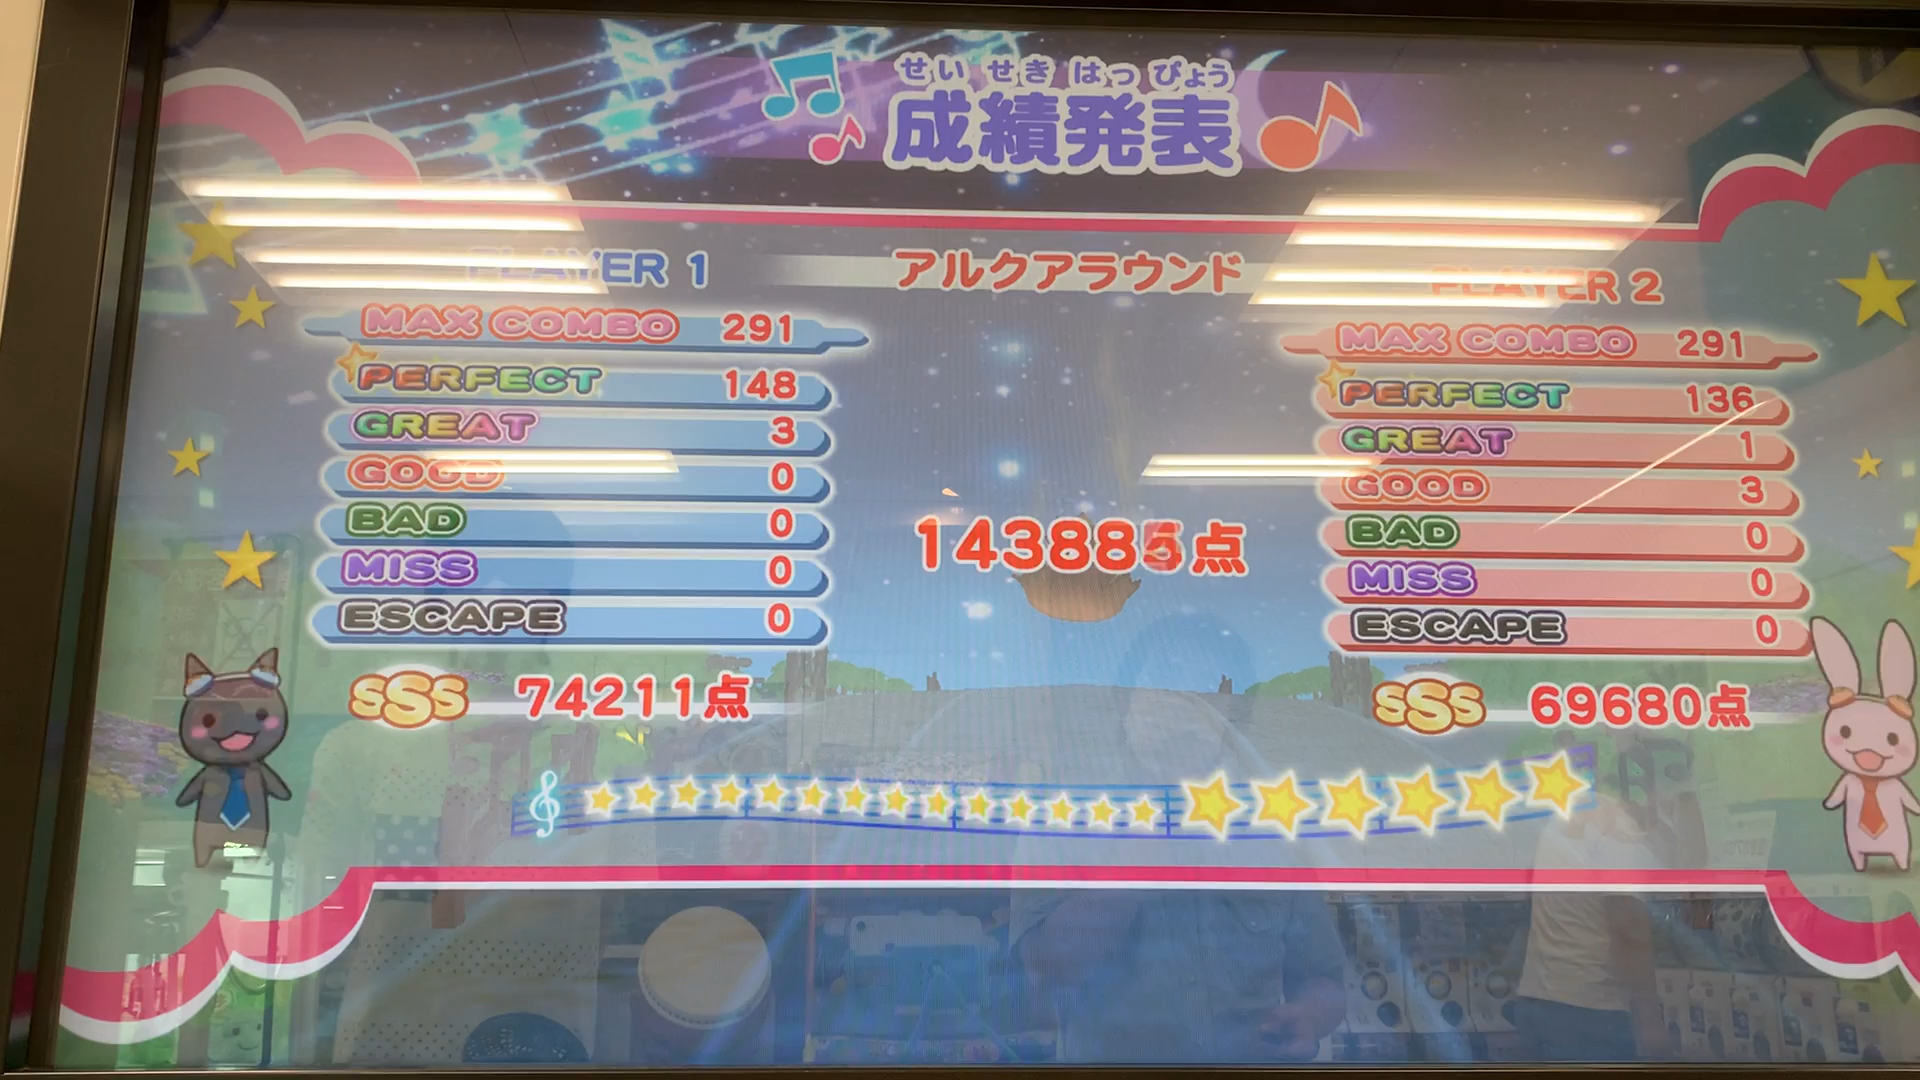 せいせきはっぴょう
成績発表
PLAYER 1
アルクアラウンド
PLAYER 2
MAX COMBO 291
PERFECT 148
GREAT 3
GOOD 0
BAD 0
MISS 0
ESCAPE 0
SSS 74211点
14388 点
MAX COMBO 291
PERFECT 136
GREAT 1
GOOD 3
BAD 0
MISS 0
ESCAPE 0
SSS 69680点